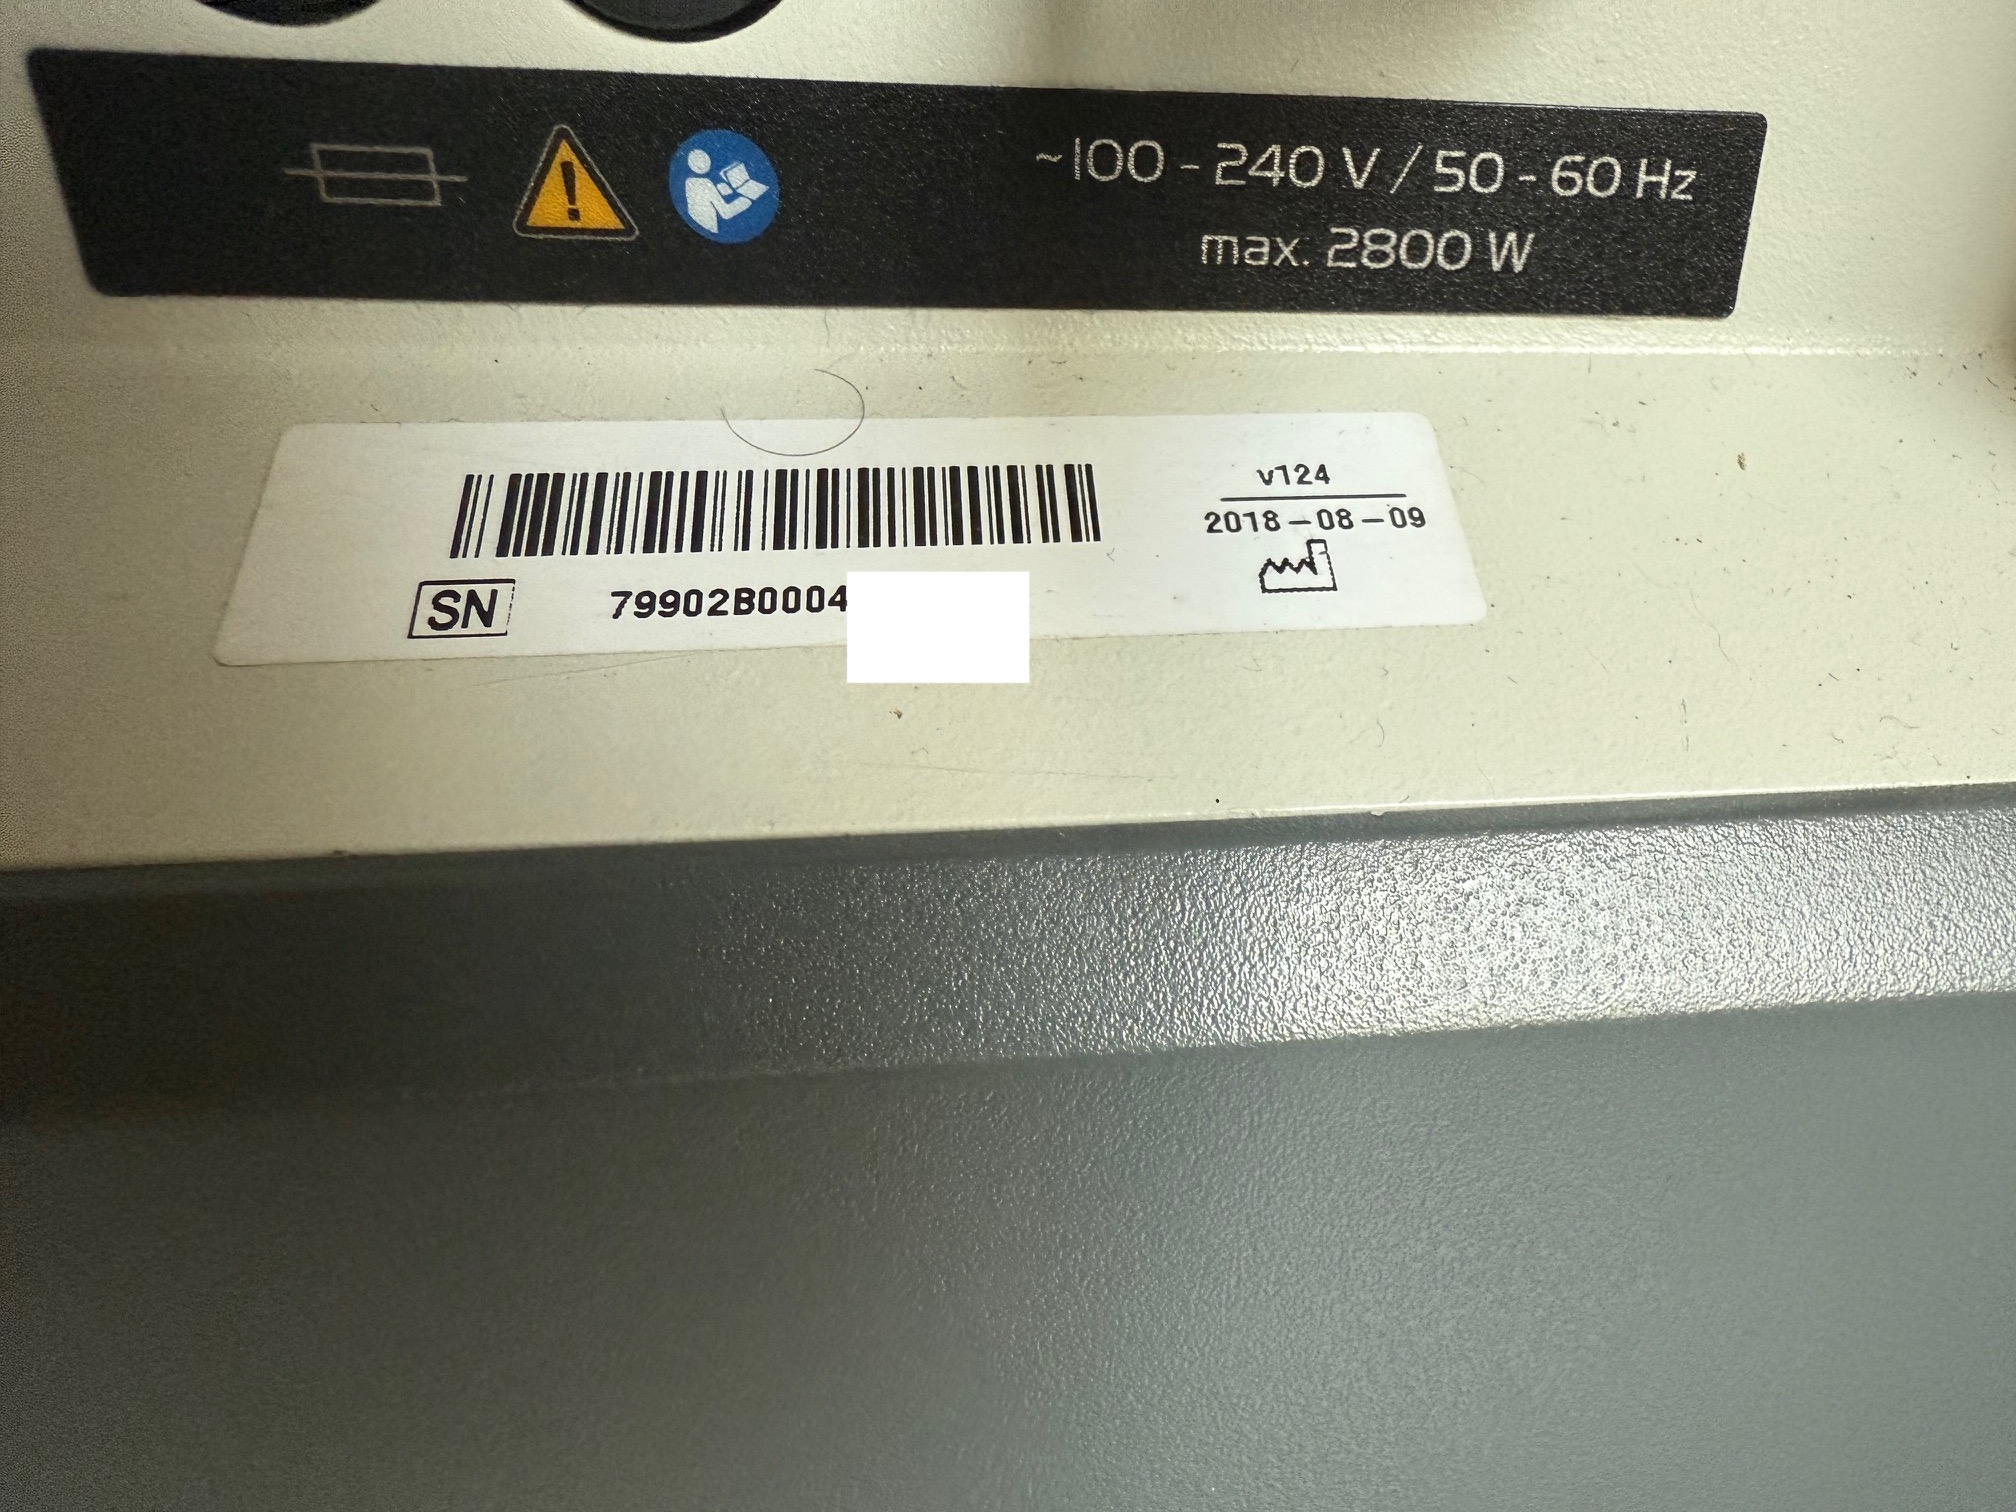 ~100 - 240 V / 50 - 60 Hz
max. 2800 W
v124
2018-08-09
SN 79902B0004